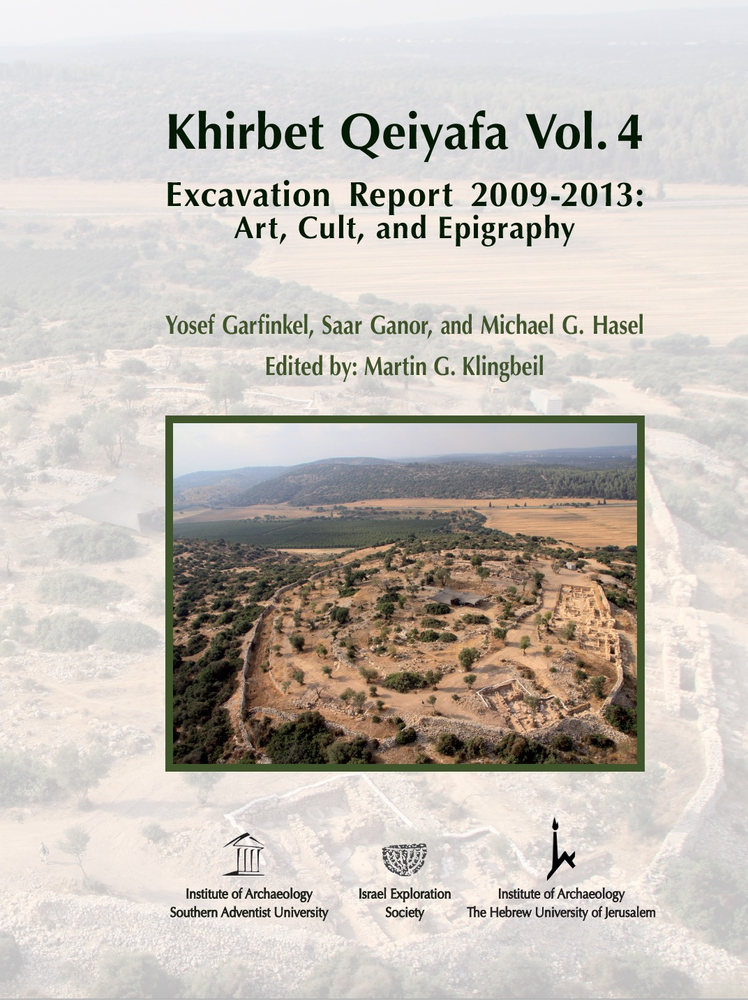 Khirbet Qeiyafa Vol. 4
Excavation Report 2009-2013:
Art, Cult, and Epigraphy
Yosef Garfinkel, Saar Ganor, and Michael G. Hasel
Edited by: Martin G. Klingbeil
Institute of Archaeology
Southern Adventist University
Israel Exploration
Society
Institute of Archaeology
The Hebrew University of Jerusalem